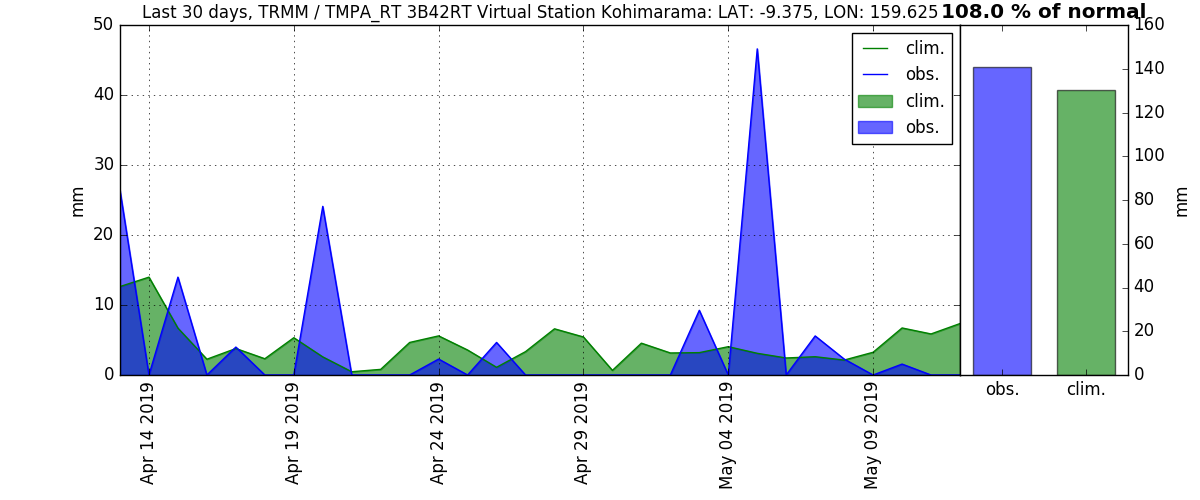 Last 30 days, TRMM / TMPA_RT 3B42RT Virtual Station Kohimarama: LAT: -9.375, LON: 159.625
108.0 % of normal
50
40
30
20
10
0
mm
clim.
obs.
clim.
obs.
Apr 14 2019
Apr 19 2019
Apr 24 2019
Apr 29 2019
May 04 2019
May 09 2019
160
140
120
100
80
60
40
20
0
mm
obs.
clim.